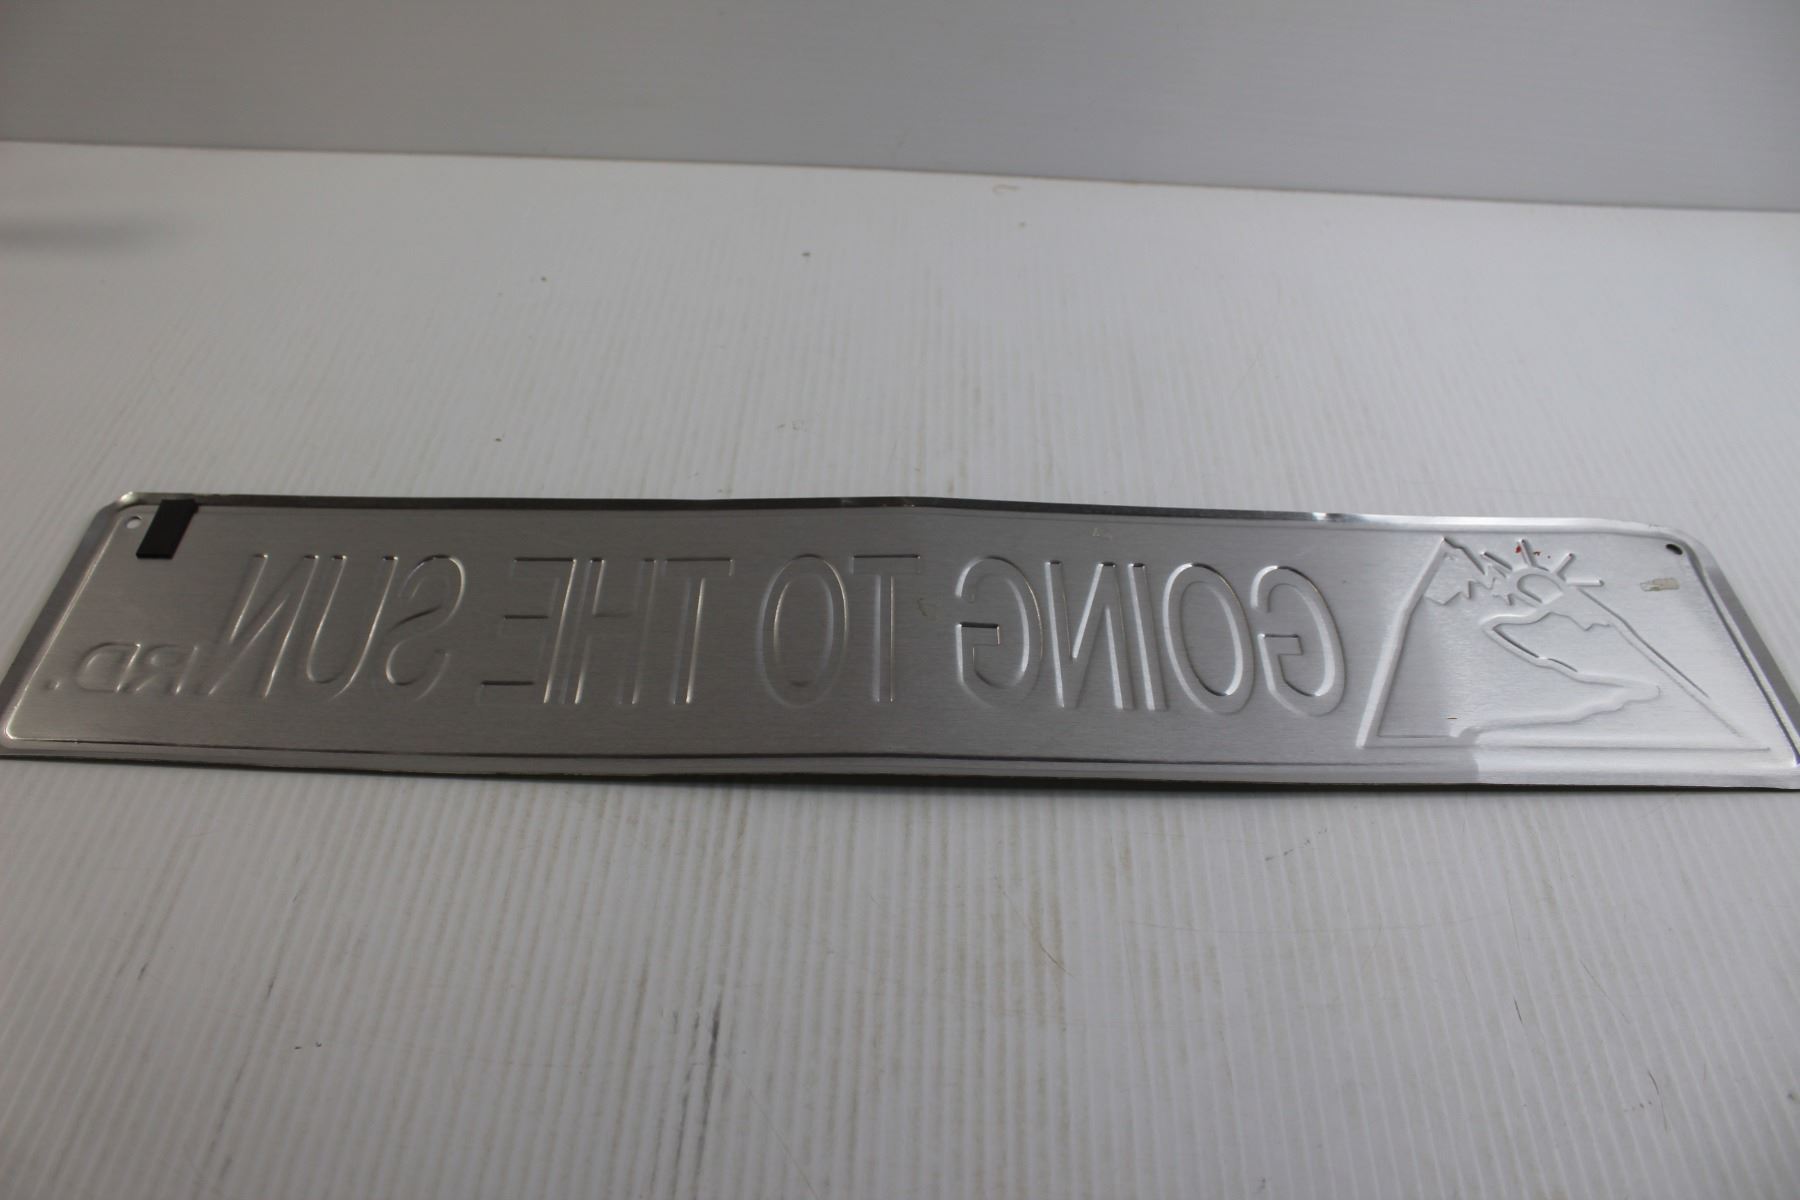 GOING TO THE SUN RD.